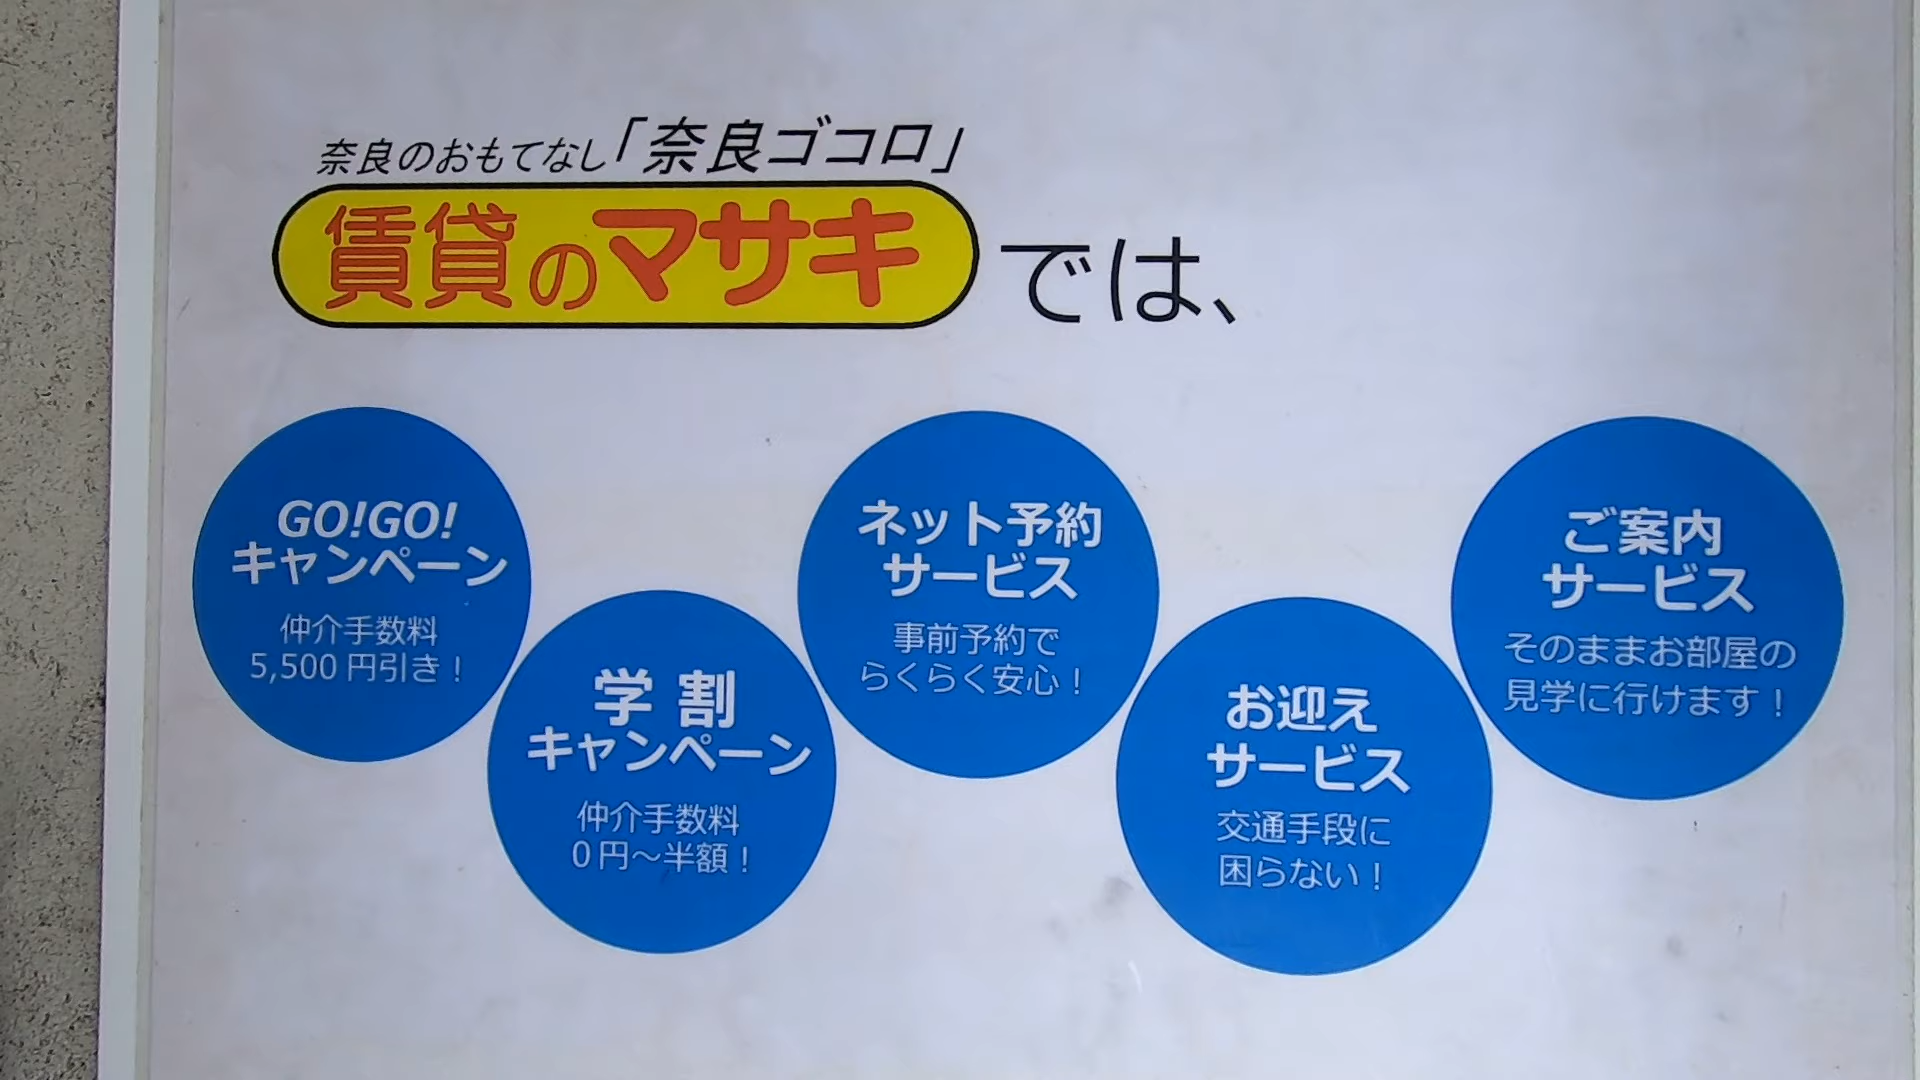 奈良のおもてなし「奈良ゴコロ」
賃貸のマサキでは、
GO!GO!
キャンペーン
仲介手数料
5,500円引き！
学割
キャンペーン
仲介手数料
0円～半額！
ネット予約
サービス
事前予約で
らくらく安心！
お迎え
サービス
交通手段に
困らない！
ご案内
サービス
そのままお部屋の
見学に行けます！